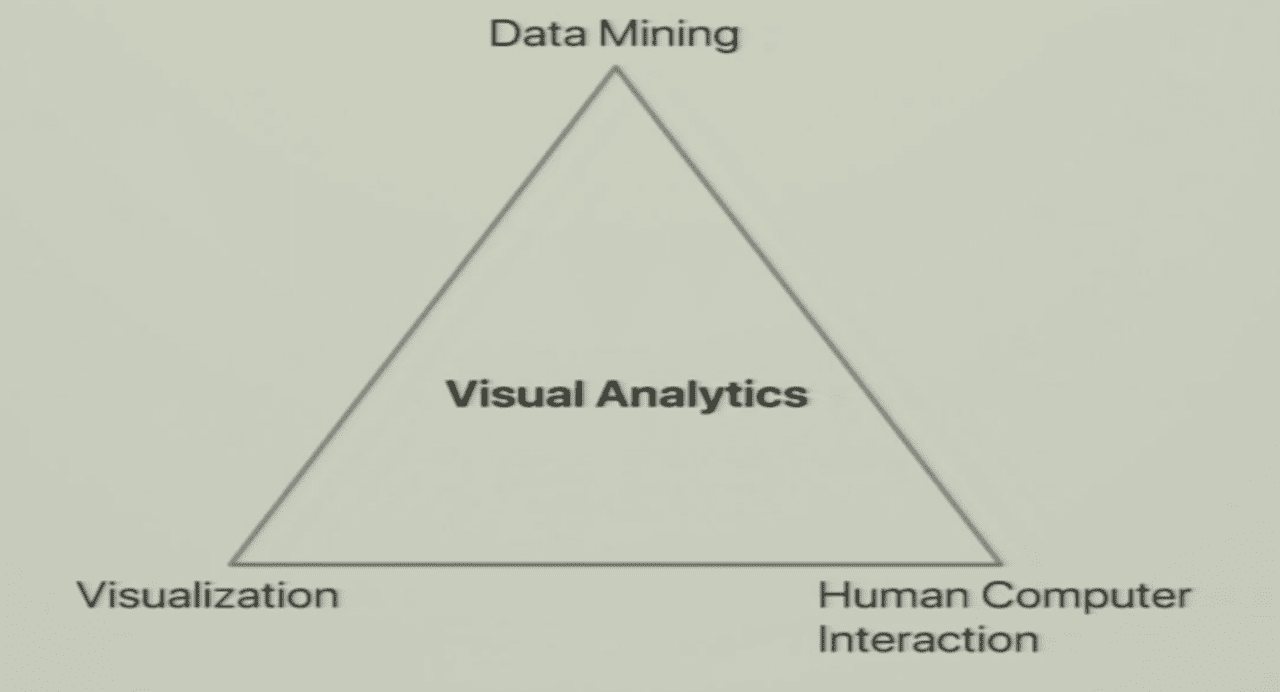 Data Mining
Visual Analytics
Visualization
Human Computer
Interaction